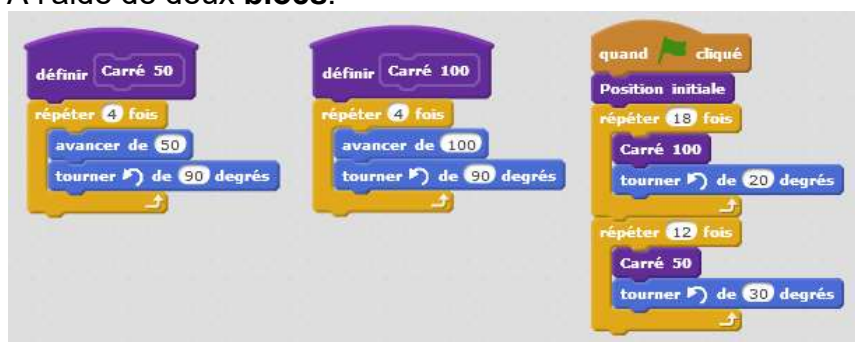 A l'aide de deux blocs.
définir Carré 50
répéter 4 fois
avancer de 50
tourner de 90 degrés
définir Carré 100
répéter 4 fois
avancer de 100
tourner de 90 degrés
quand cliqué
Position initiale
répéter 18 fois
Carré 100
tourner de 20 degrés
répéter 12 fois
Carré 50
tourner de 30 degrés